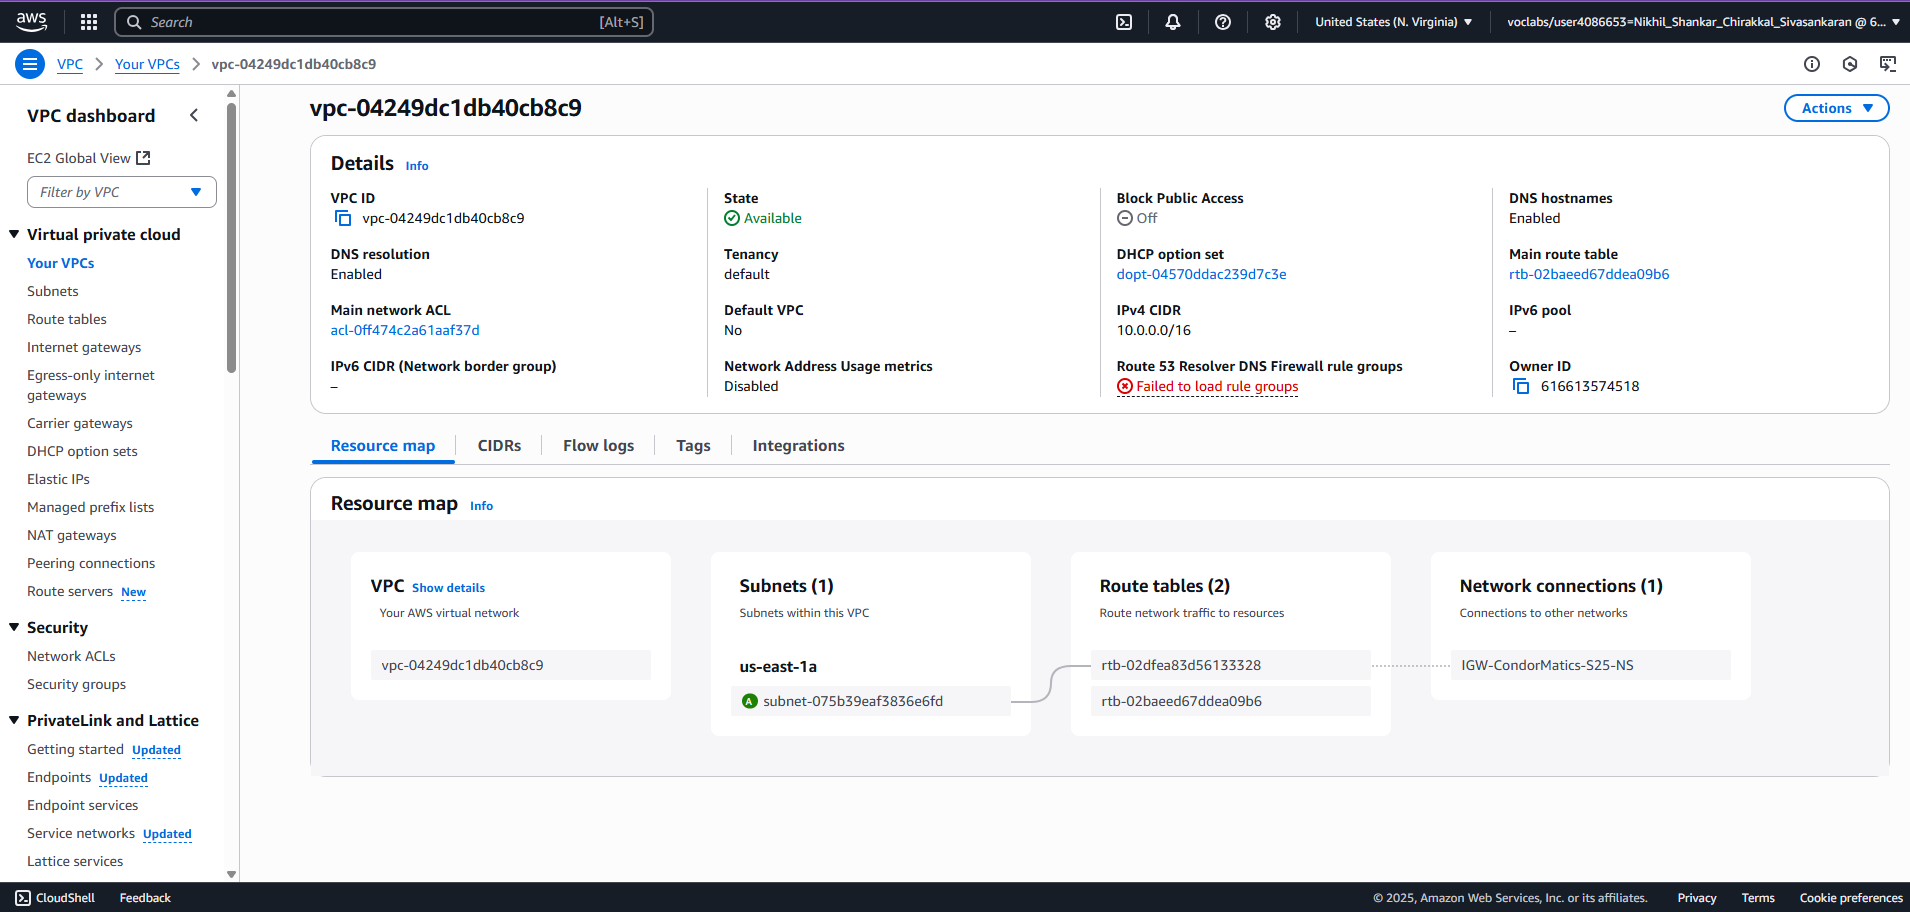 aws
Search [Alt+S]
United States (N. Virginia)
voclabs/user4086653=Nikhil_Shankar_Chirakkal_Sivasankaran @ 6...
VPC > Your VPCs > vpc-04249dc1db40cb8c9
VPC dashboard
EC2 Global View
Filter by VPC
Virtual private cloud
Your VPCs
Subnets
Route tables
Internet gateways
Egress-only internet
gateways
Carrier gateways
DHCP option sets
Elastic IPs
Managed prefix lists
NAT gateways
Peering connections
Route servers New
Security
Network ACLs
Security groups
PrivateLink and Lattice
Getting started Updated
Endpoints Updated
Endpoint services
Service networks Updated
Lattice services
vpc-04249dc1db40cb8c9
Actions
Details Info
VPC ID
vpc-04249dc1db40cb8c9
State
Available
Block Public Access
Off
DNS hostnames
Enabled
DNS resolution
Enabled
Tenancy
default
DHCP option set
dopt-04570ddac239d7c3e
Main route table
rtb-02baeed67ddea09b6
Main network ACL
acl-0ff474c2a61aaf37d
Default VPC
No
IPv4 CIDR
10.0.0.0/16
IPv6 pool
–
IPv6 CIDR (Network border group)
–
Network Address Usage metrics
Disabled
Route 53 Resolver DNS Firewall rule groups
Failed to load rule groups
Owner ID
616613574518
Resource map
CIDRs
Flow logs
Tags
Integrations
Resource map Info
VPC Show details
Your AWS virtual network
vpc-04249dc1db40cb8c9
Subnets (1)
Subnets within this VPC
us-east-1a
A subnet-075b39eaf3836e6fd
Route tables (2)
Route network traffic to resources
rtb-02dfea83d56133328
rtb-02baeed67ddea09b6
Network connections (1)
Connections to other networks
IGW-CondorMatics-S25-NS
CloudShell
Feedback
© 2025, Amazon Web Services, Inc. or its affiliates.
Privacy
Terms
Cookie preferences